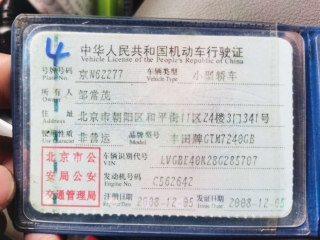 4
中华人民共和国机动车行驶证
Vehicle License of the People's Republic of China
号牌号码 京N62277 车辆类型 小型轿车
Plate No. Vehicle Type
所有人 邹常茂
Owner
住址 北京市朝阳区和平街11区24楼3门341号
Address
使用性质 非营运 品牌型号 丰田牌GTM7240GB
Use Character Model
北京市公安局公安交通管理局
车辆识别代号 LVGBE40K28G285707
VIN
发动机号码 C562642
Engine No.
注册日期 2008-12-05 发证日期 2008-12-05
Register Date Issue Date